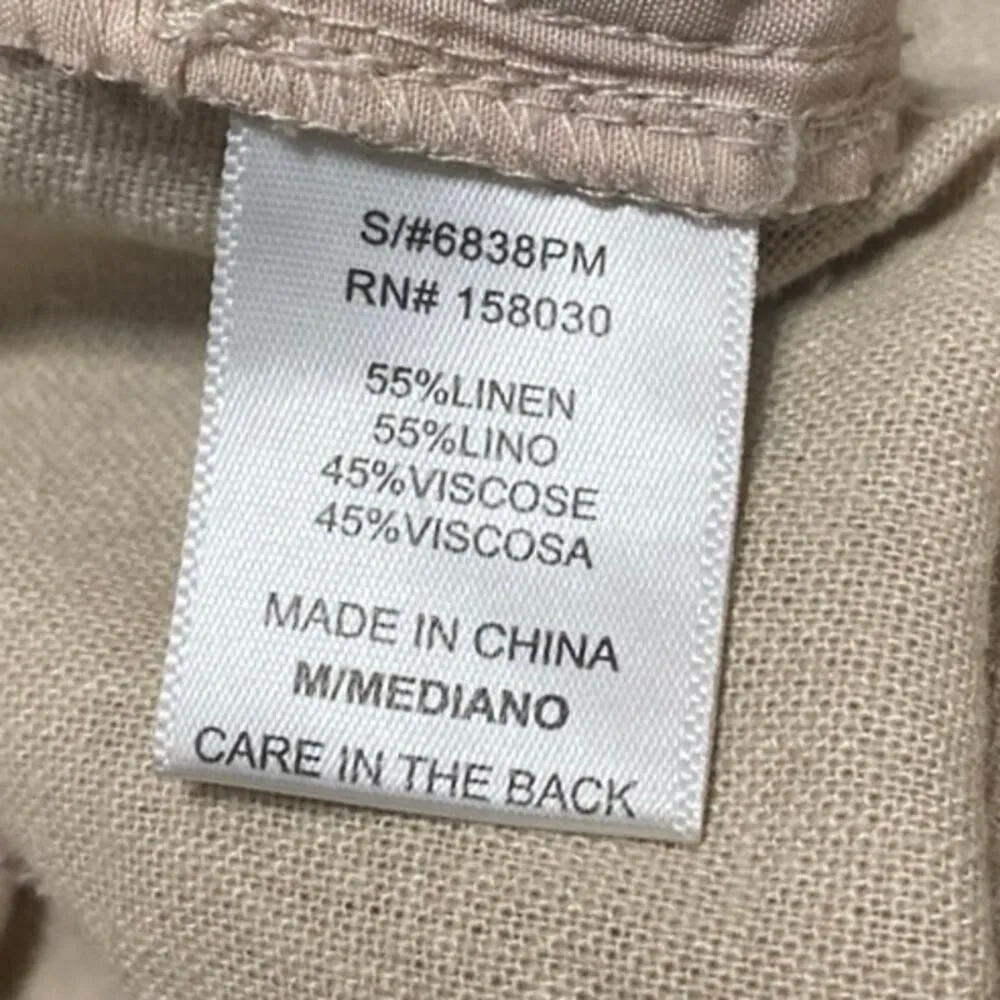 S/#6838PM
RN# 158030
55%LINEN
55%LINO
45%VISCOSE
45%VISCOSA
MADE IN CHINA
M/MEDIANO
CARE IN THE BACK